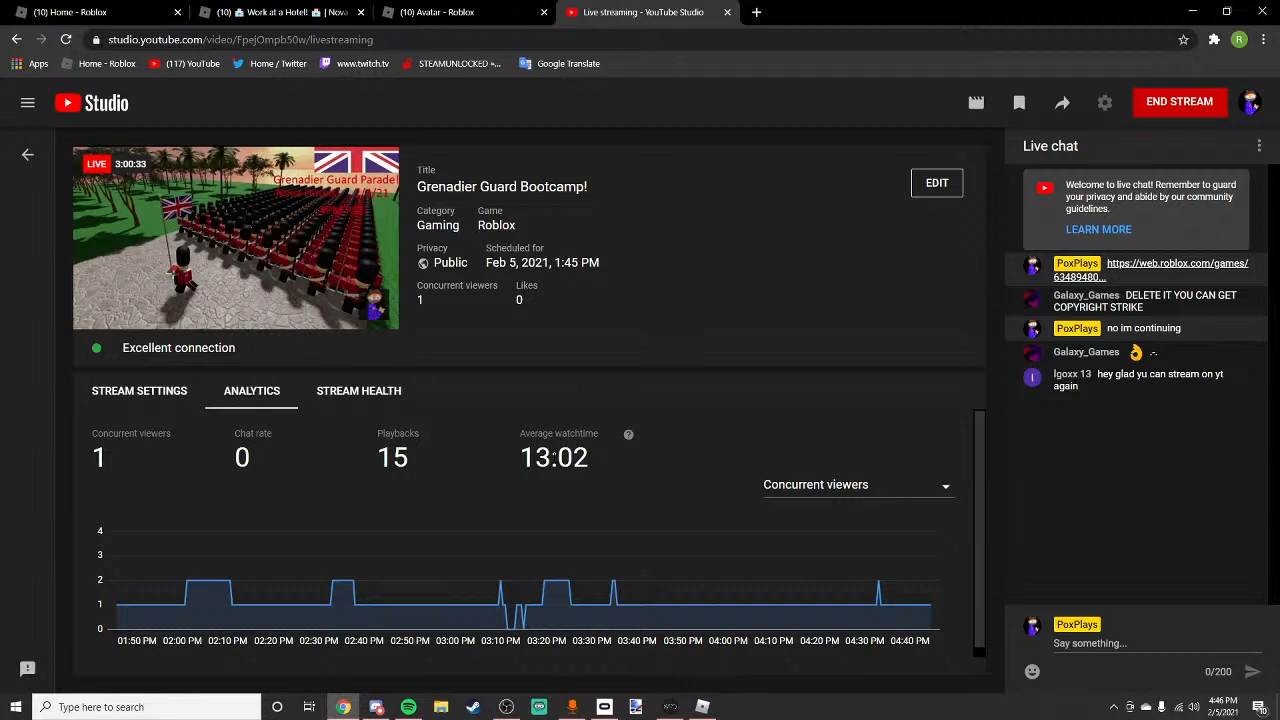 (10) Home - Roblox
(10) 🏨 Work at a Hotel! 🏨 | Nova
(10) Avatar - Roblox
Live streaming - YouTube Studio
studio.youtube.com/video/FpejOmpb50w/livestreaming
R
Apps
Home - Roblox
(117) YouTube
Home / Twitter
www.twitch.tv
STEAMUNLOCKED -...
Google Translate
Studio
END STREAM
LIVE 3:00:33
Grenadier Guard Parade!
Title
Grenadier Guard Bootcamp!
EDIT
Category
Game
Gaming
Roblox
Privacy
Scheduled for
Public
Feb 5, 2021, 1:45 PM
Concurrent viewers
Likes
1
0
Excellent connection
STREAM SETTINGS
ANALYTICS
STREAM HEALTH
Concurrent viewers
Chat rate
Playbacks
Average watchtime
1
0
15
13:02
Concurrent viewers
4
3
2
1
0
01:50 PM 02:00 PM 02:10 PM 02:20 PM 02:30 PM 02:40 PM 02:50 PM 03:00 PM 03:10 PM 03:20 PM 03:30 PM 03:40 PM 03:50 PM 04:00 PM 04:10 PM 04:20 PM 04:30 PM 04:40 PM
Live chat
Welcome to live chat! Remember to guard
your privacy and abide by our community
guidelines.
LEARN MORE
PoxPlays https://web.roblox.com/games/
63489480...
Galaxy_Games DELETE IT YOU CAN GET
COPYRIGHT STRIKE
PoxPlays no im continuing
Galaxy_Games 👌 .-.
I
Igoxx 13 hey glad yu can stream on yt
again
PoxPlays
Say something...
0/200
Type here to search
4:46 PM
2/5/2021